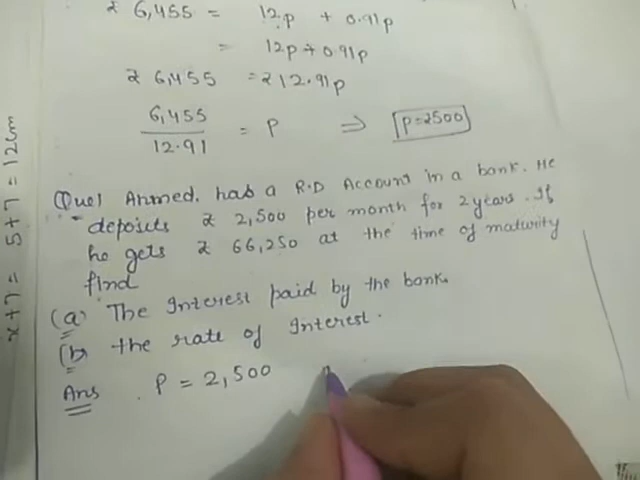 ₹ 6,455 = 12p + 0.91p
= 12p + 0.91p
₹ 6,455 = ₹12.91p
6,455
12.91
= P ⇒ p=2500
Que] Ahmed. has a R.D Account in a bank. He
deposits ₹ 2,500 per month for 2 years. If
he gets ₹ 66,250 at the time of maturity
find
(a) The Interest paid by the bank.
(b) the rate of Interest.
Ans P = 2,500
x+7 = 5+7 = 12cm